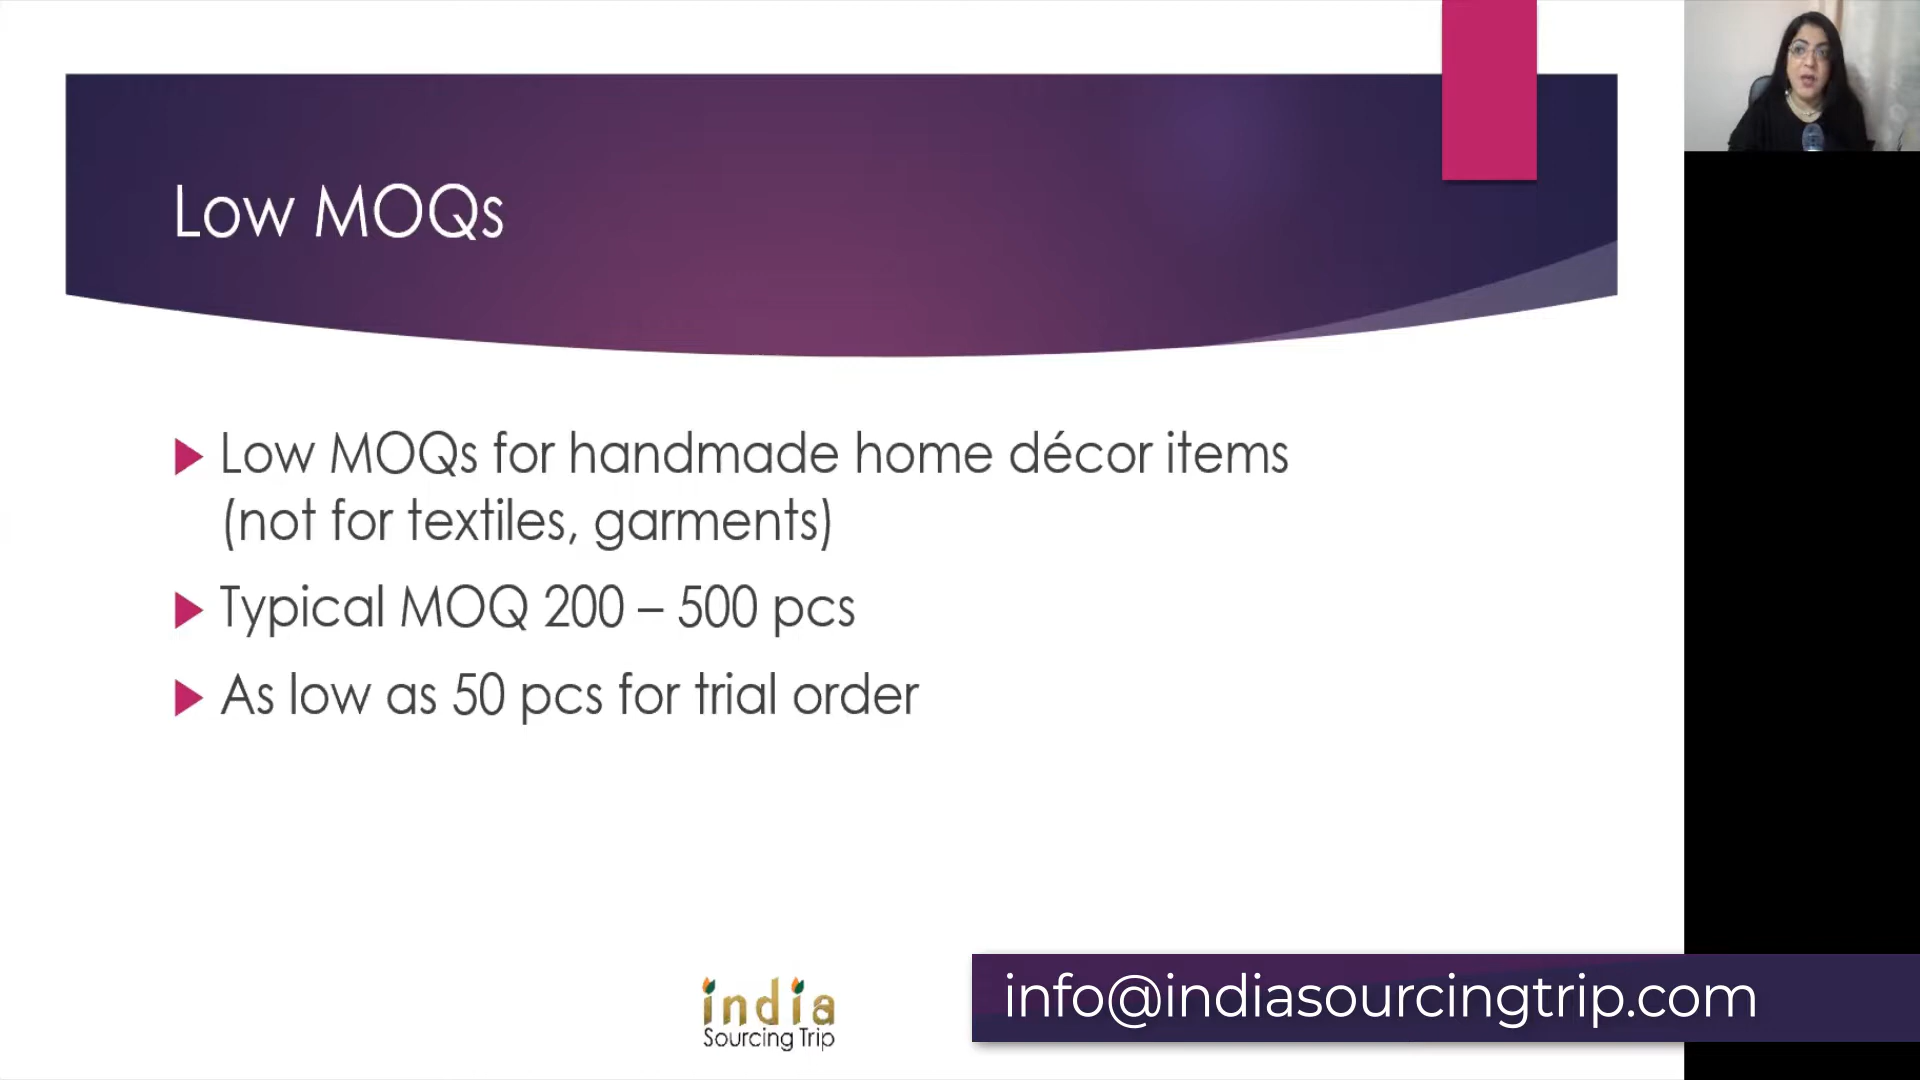 Low MOQs
Low MOQs for handmade home décor items
(not for textiles, garments)
Typical MOQ 200 – 500 pcs
As low as 50 pcs for trial order
india
Sourcing Trip
info@indiasourcingtrip.com